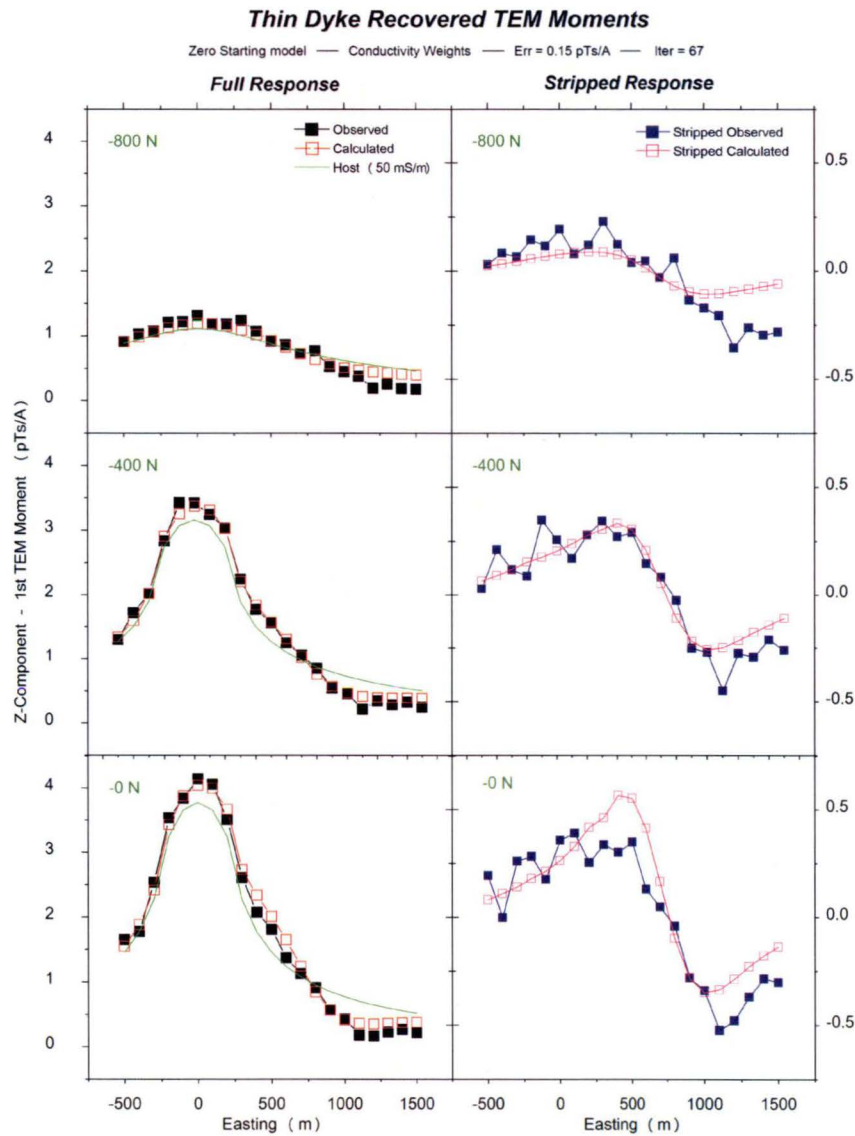 Thin Dyke Recovered TEM Moments
Zero Starting model — Conductivity Weights — Err = 0.15 pTs/A — Iter = 67
Full Response
Stripped Response
-800 N
Observed
Calculated
Host ( 50 mS/m)
4
3
2
1
0
-800 N
Stripped Observed
Stripped Calculated
0.5
0.0
-0.5
Z-Component - 1st TEM Moment ( pTs/A)
-400 N
4
3
2
1
0
-400 N
0.5
0.0
-0.5
-0 N
4
3
2
1
0
-0 N
0.5
0.0
-0.5
-500 0 500 1000 1500
Easting ( m)
-500 0 500 1000 1500
Easting ( m)